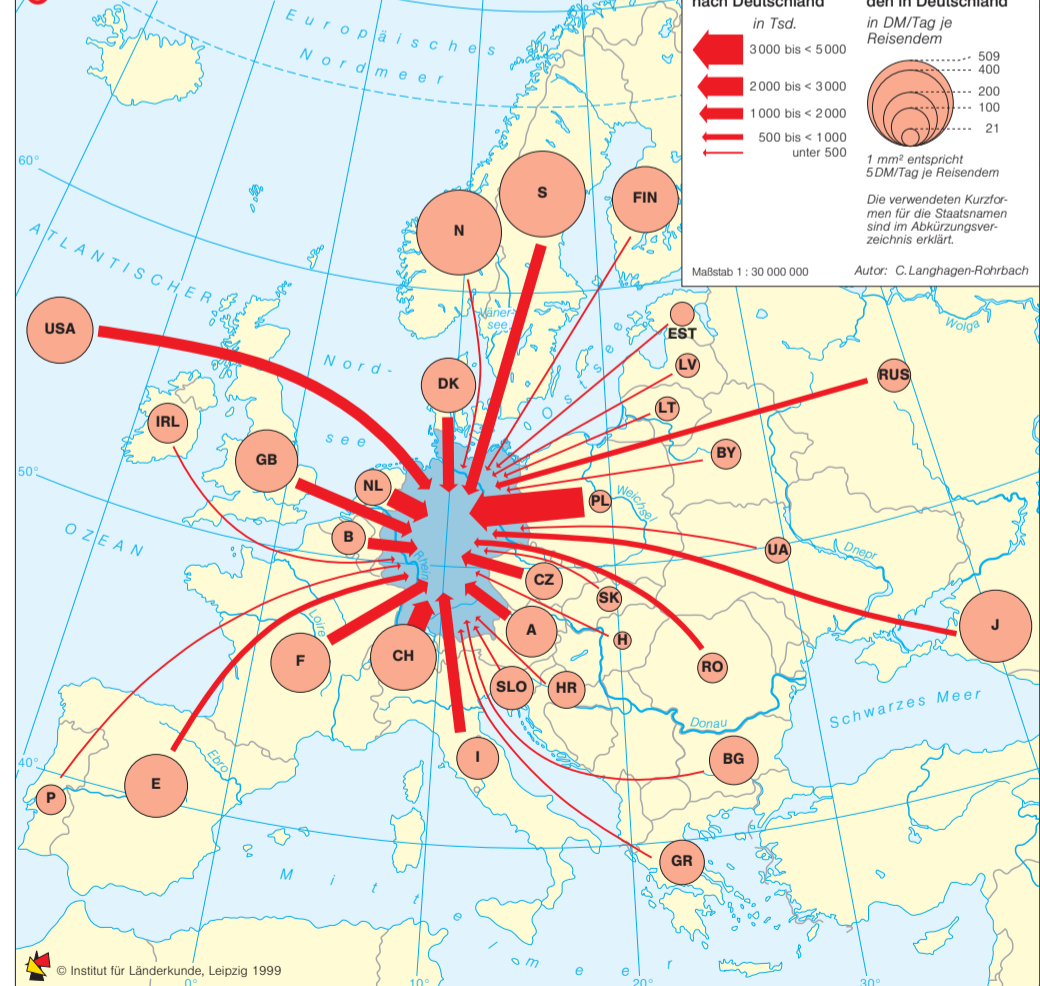 nach Deutschland
in Tsd.
3000 bis < 5000
2000 bis < 3000
1000 bis < 2000
500 bis < 1000
unter 500
den in Deutschland
in DM/Tag je
Reisendem
509
400
200
100
21
1 mm² entspricht
5 DM/Tag je Reisendem
Die verwendeten Kurzfor-
men für die Staatsnamen
sind im Abkürzungsver-
zeichnis erklärt.
Maßstab 1 : 30 000 000
Autor: C.Langhagen-Rohrbach
Europäisches
Nordmeer
60°
ATLANTISCHER
OZEAN
50°
40°
Nord-
see
Väner-
see
Ostsee
Wolga
Weichsel
Dnepr
Rhein
Loire
Ebro
Donau
Schwarzes Meer
Mittelmeer
N
S
FIN
USA
EST
LV
RUS
DK
LT
IRL
BY
GB
NL
PL
B
UA
CZ
SK
A
H
J
F
CH
RO
SLO
HR
I
BG
E
P
GR
© Institut für Länderkunde, Leipzig 1999
0°
10°
20°
30°